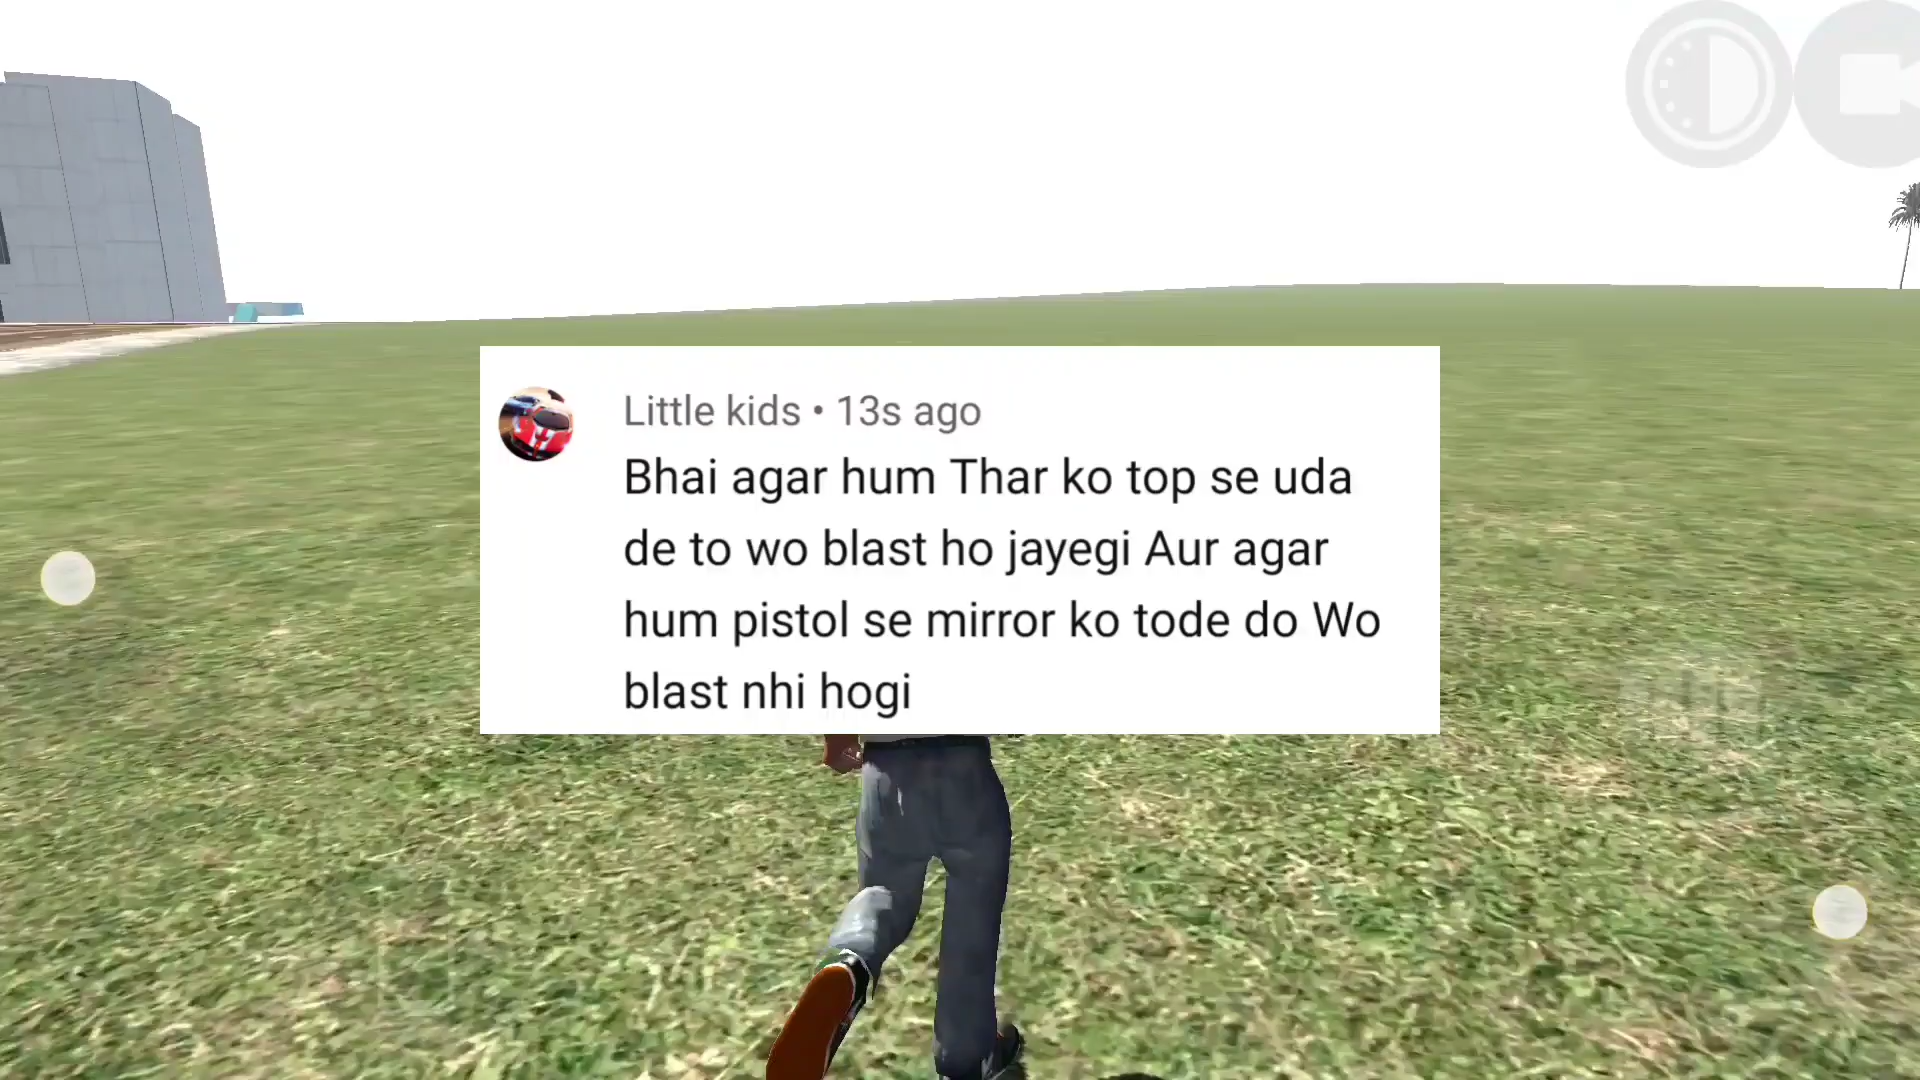 Little kids • 13s ago
Bhai agar hum Thar ko top se uda
de to wo blast ho jayegi Aur agar
hum pistol se mirror ko tode do Wo
blast nhi hogi